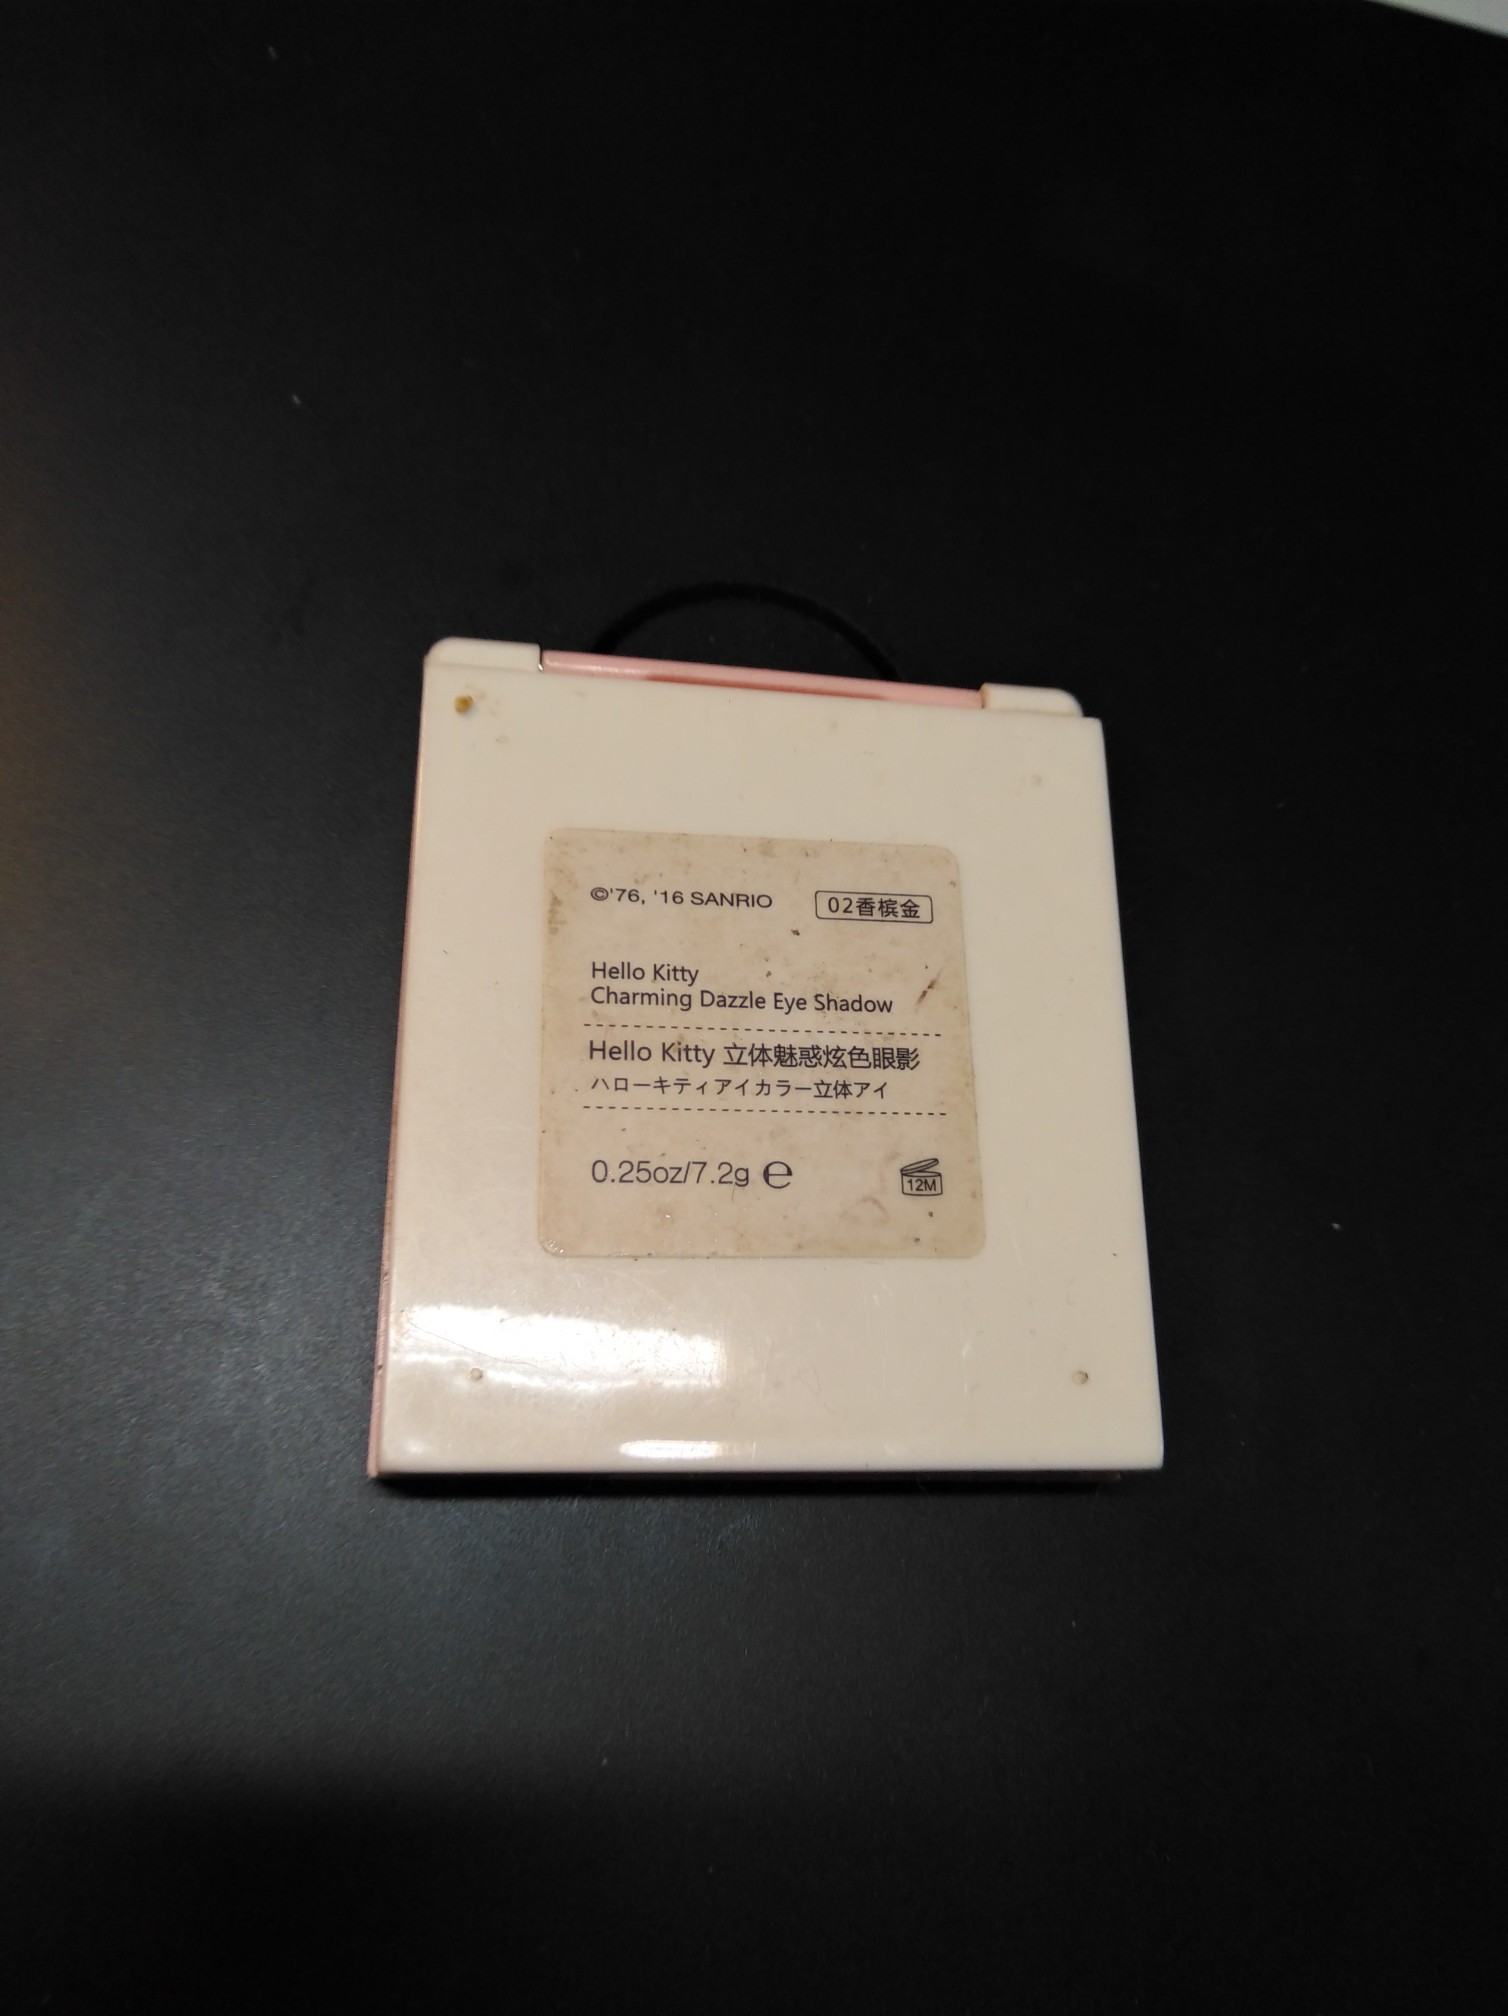 ©'76, '16 SANRIO
02香槟金
Hello Kitty
Charming Dazzle Eye Shadow
Hello Kitty 立体魅惑炫色眼影
ハローキティアイカラー立体アイ
0.25oz/7.2g ℮
12M